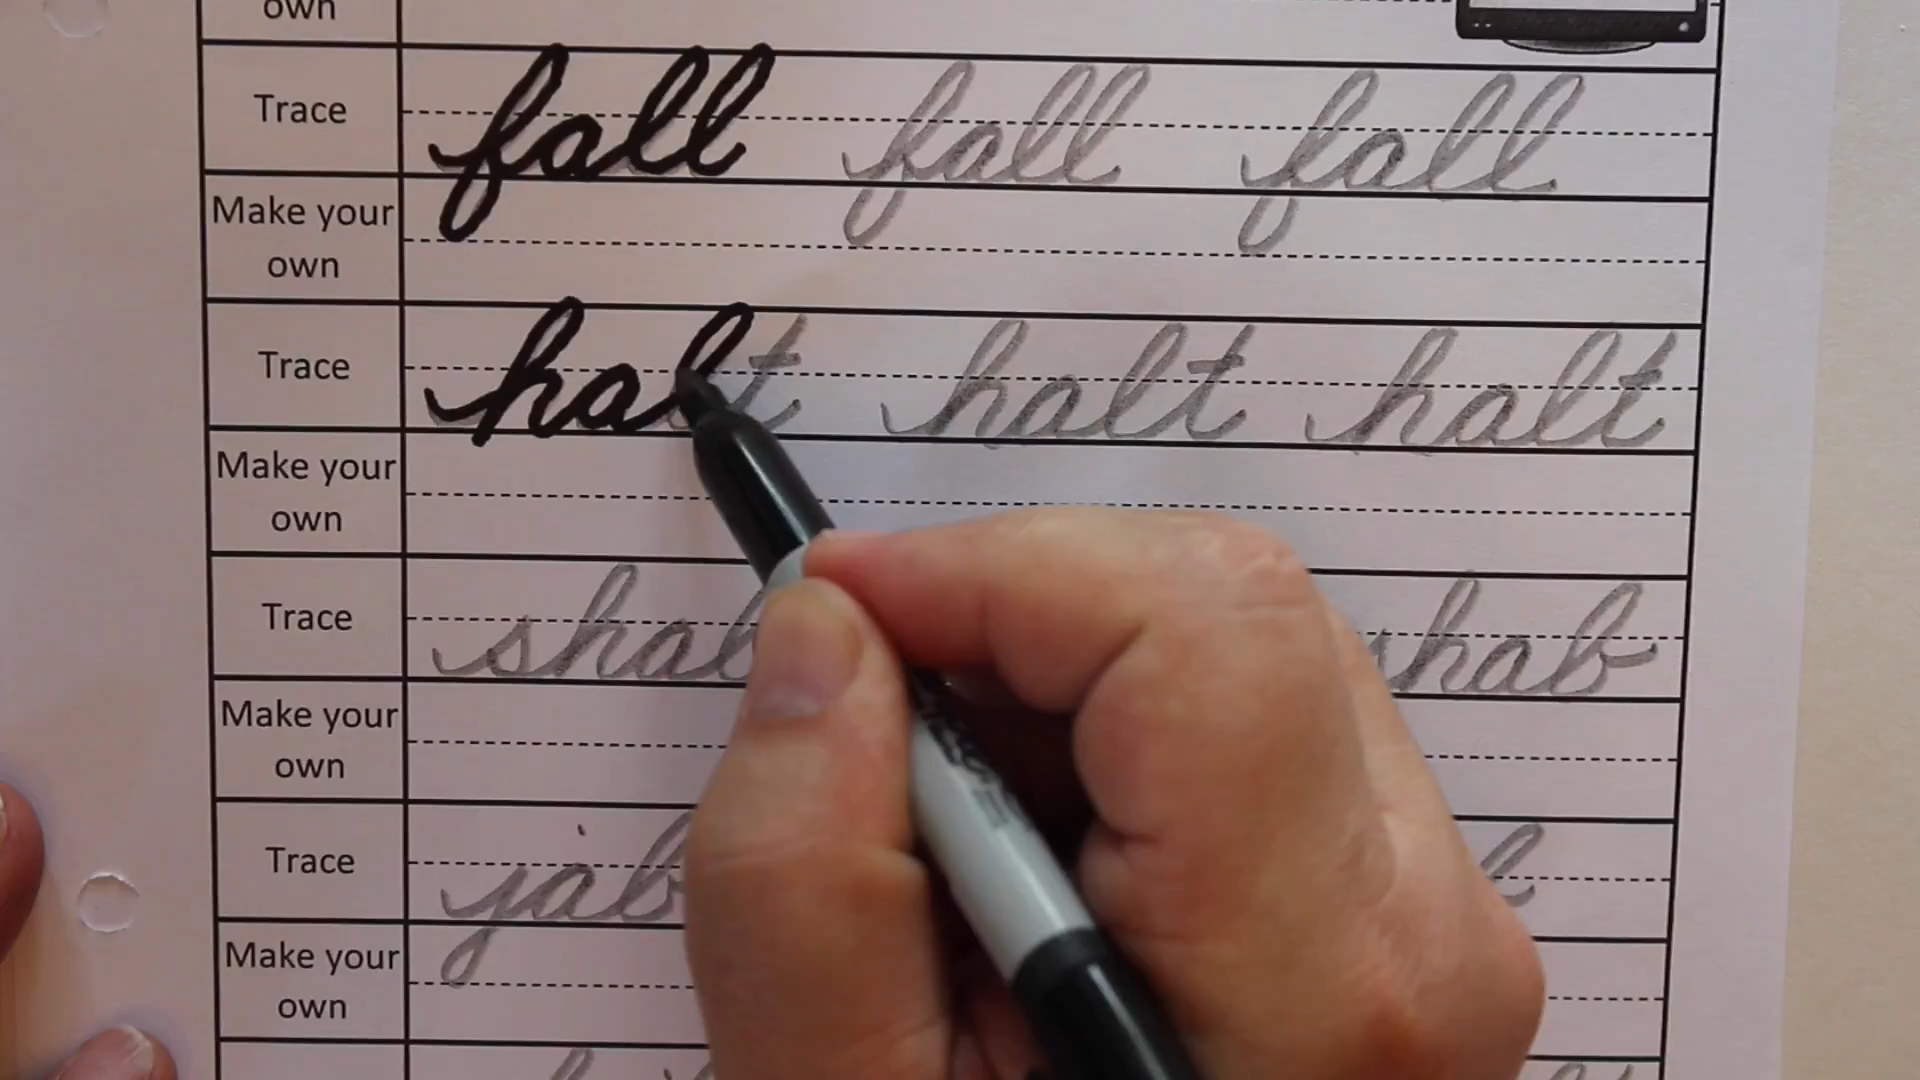 own
Trace fall fall fall
Make your
own
Trace halt halt halt
Make your
own
Trace shab shab
Make your
own
Trace jab
Make your
own